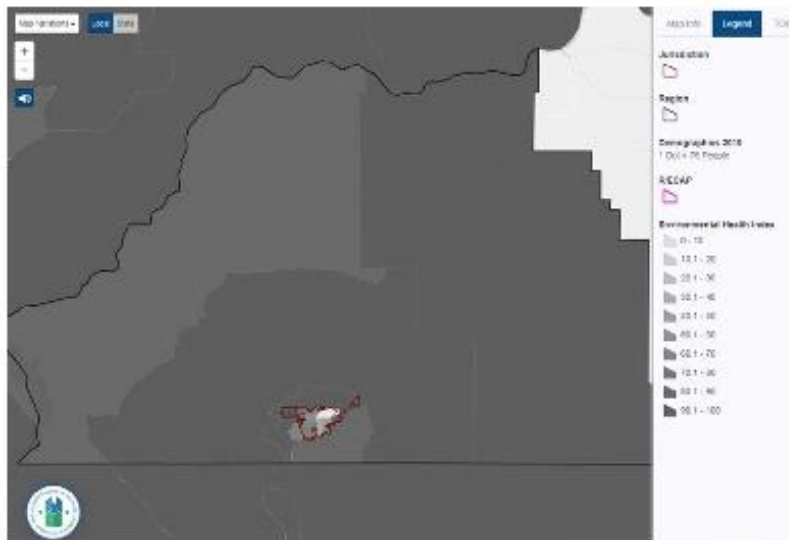 Map Variations
Local State
+
-
Map Info Legend
Jurisdiction
Region
Demographics 2010
1 Dot = 75 People
R/ECAP
Environmental Health Index
0 - 10
10.1 - 20
20.1 - 30
30.1 - 40
40.1 - 50
50.1 - 60
60.1 - 70
70.1 - 80
80.1 - 90
90.1 - 100